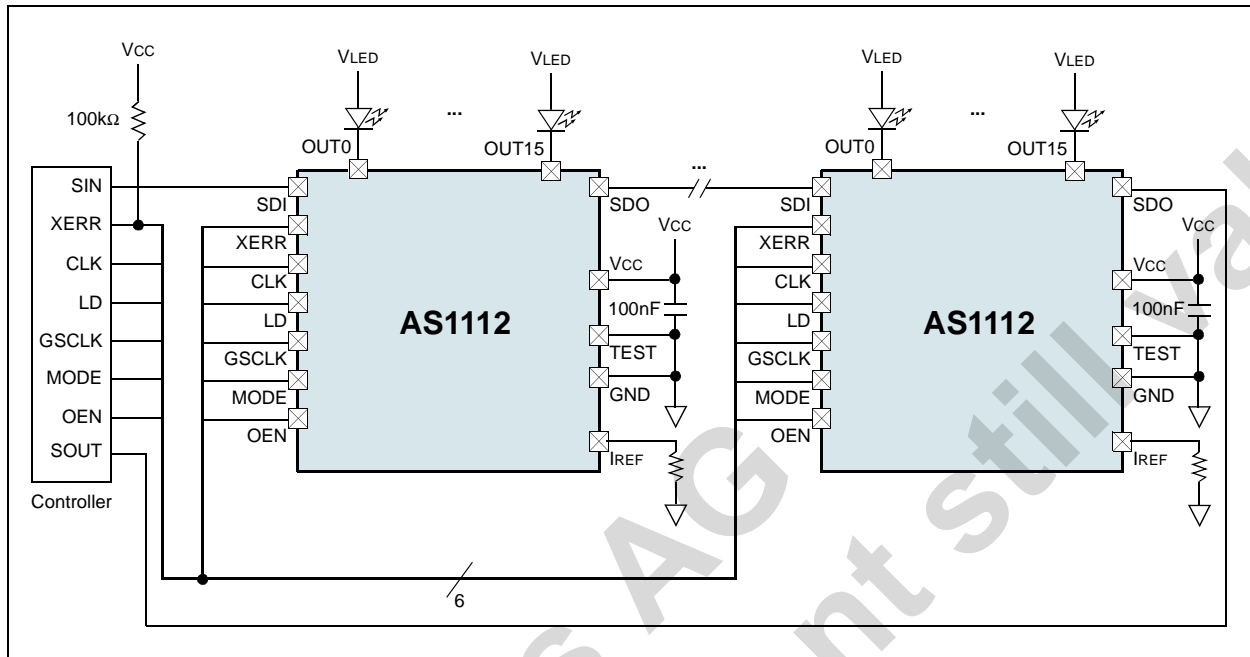 VCC
100kΩ
SIN
XERR
CLK
LD
GSCLK
MODE
OEN
SOUT
Controller
VLED
...
VLED
OUT0
OUT15
SDI
XERR
CLK
LD
GSCLK
MODE
OEN
AS1112
SDO
VCC
VCC
100nF
TEST
GND
IREF
...
VLED
...
VLED
OUT0
OUT15
SDI
XERR
CLK
LD
GSCLK
MODE
OEN
AS1112
SDO
VCC
VCC
100nF
TEST
GND
IREF
6
AG
still